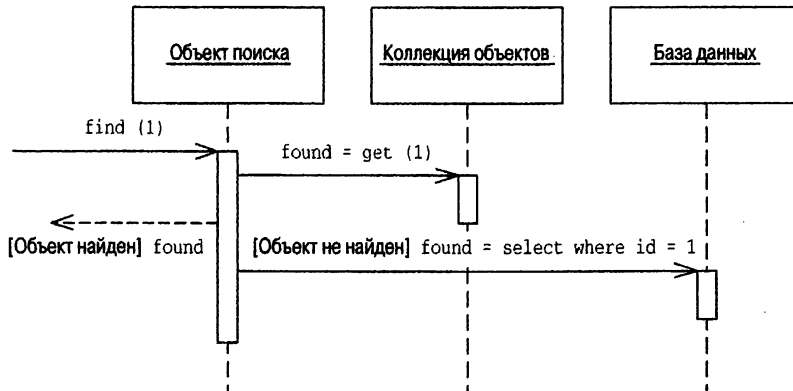 Объект поиска
Коллекция объектов
База данных
find (1)
found = get (1)
[Объект найден] found
[Объект не найден] found = select where id = 1